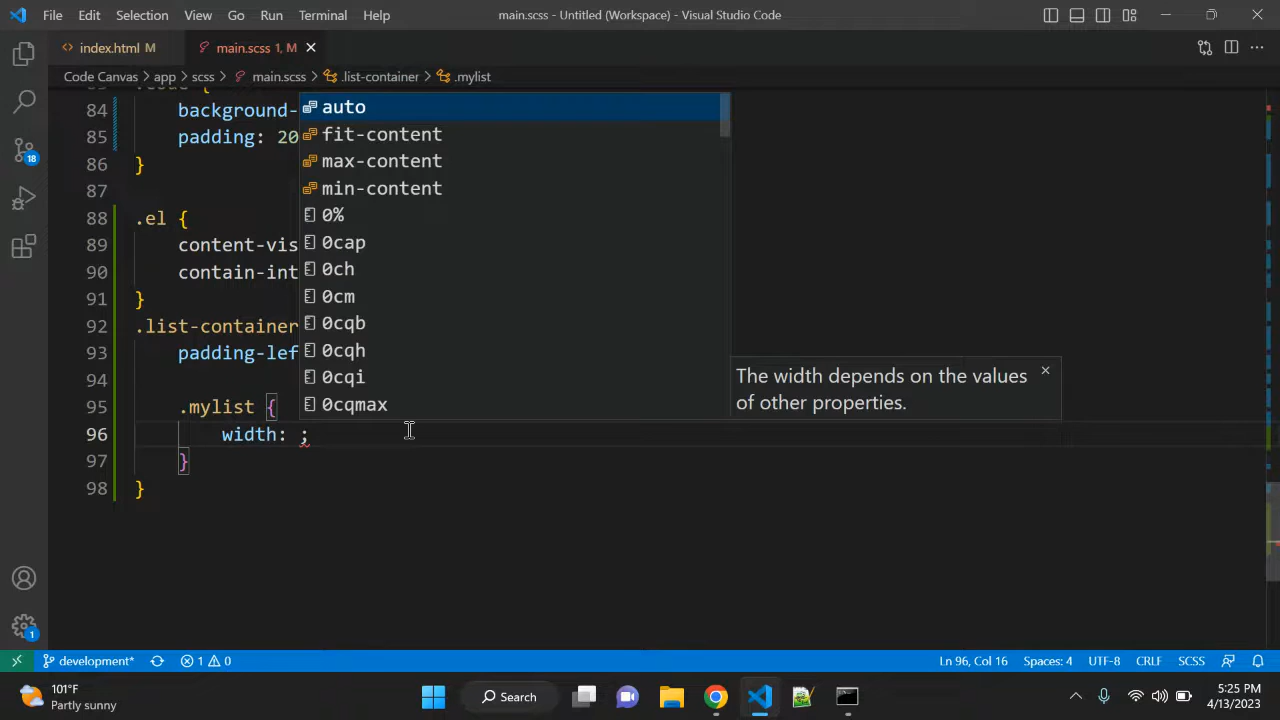 File Edit Selection View Go Run Terminal Help
main.scss - Untitled (Workspace) - Visual Studio Code
index.html M
main.scss 1, M
Code Canvas > app > scss > main.scss > .list-container > .mylist
84 background-
85 padding: 20
86 }
87
88 .el {
89 content-vis
90 contain-int
91 }
92 .list-container
93 padding-lef
94
95 .mylist {
96 width: ;
97 }
98 }
auto
fit-content
max-content
min-content
0%
0cap
0ch
0cm
0cqb
0cqh
0cqi
0cqmax
The width depends on the values
of other properties.
18
1
development* 1 0 Ln 96, Col 16 Spaces: 4 UTF-8 CRLF SCSS
101°F
Partly sunny
Search
5:25 PM
4/13/2023